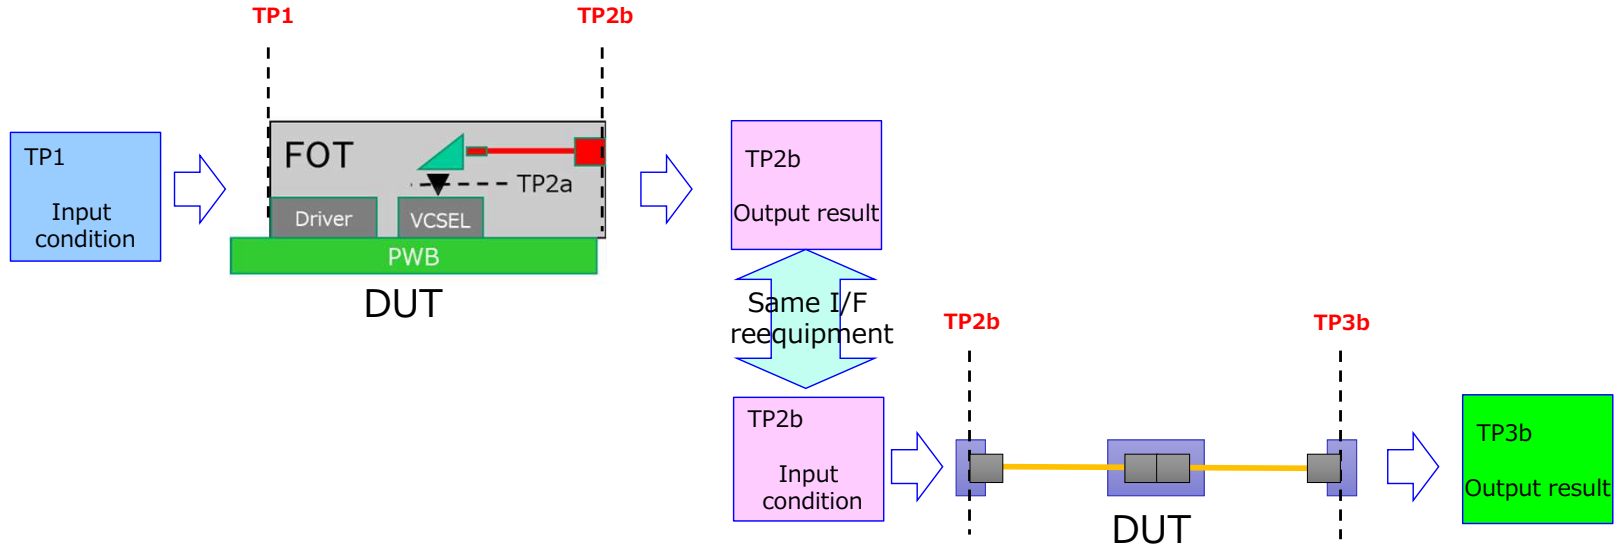 TP1
TP2b
TP1
Input
condition
FOT
TP2a
Driver
VCSEL
PWB
DUT
TP2b
Output result
Same I/F
reequipment
TP2b
Input
condition
TP2b
TP3b
DUT
TP3b
Output result